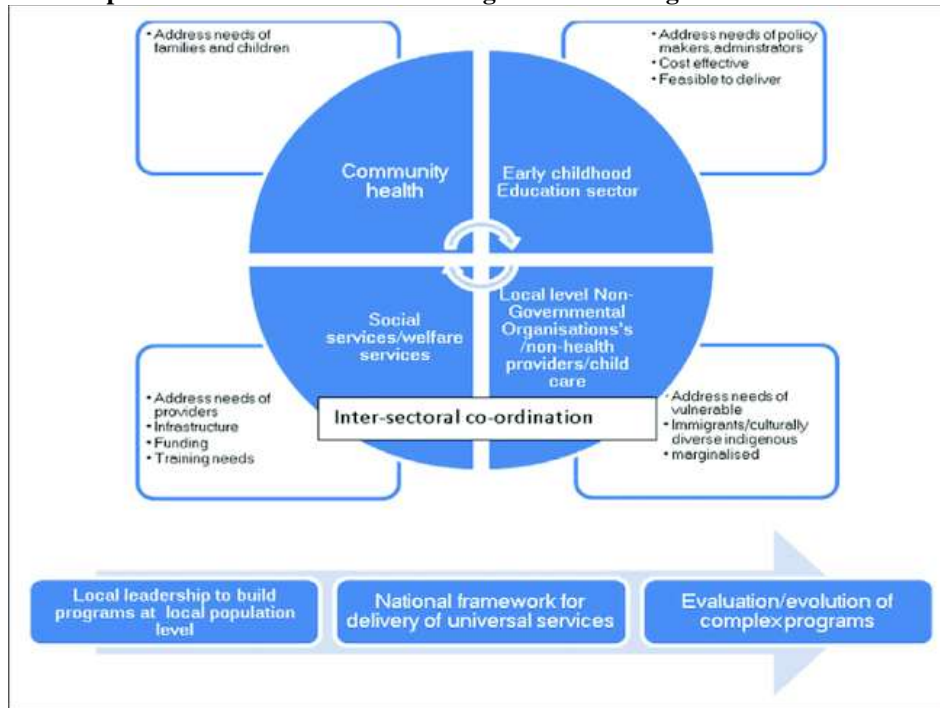 • Address needs of
families and children
• Address needs of policy
makers, adminstrators
• Cost effective
• Feasible to deliver
Community
health
Early childhood
Education sector
Social
services/welfare
services
Local level Non-
Governmental
Organisations's
/non-health
providers/child
care
Inter-sectoral co-ordination
• Address needs of
providers
• Infrastructure
• Funding
• Training needs
• Address needs of
vulnerable
• Immigrants/culturally
diverse indigenous
• marginalised
Local leadership to build
programs at local population
level
National framework for
delivery of universal services
Evaluation/evolution of
complex programs